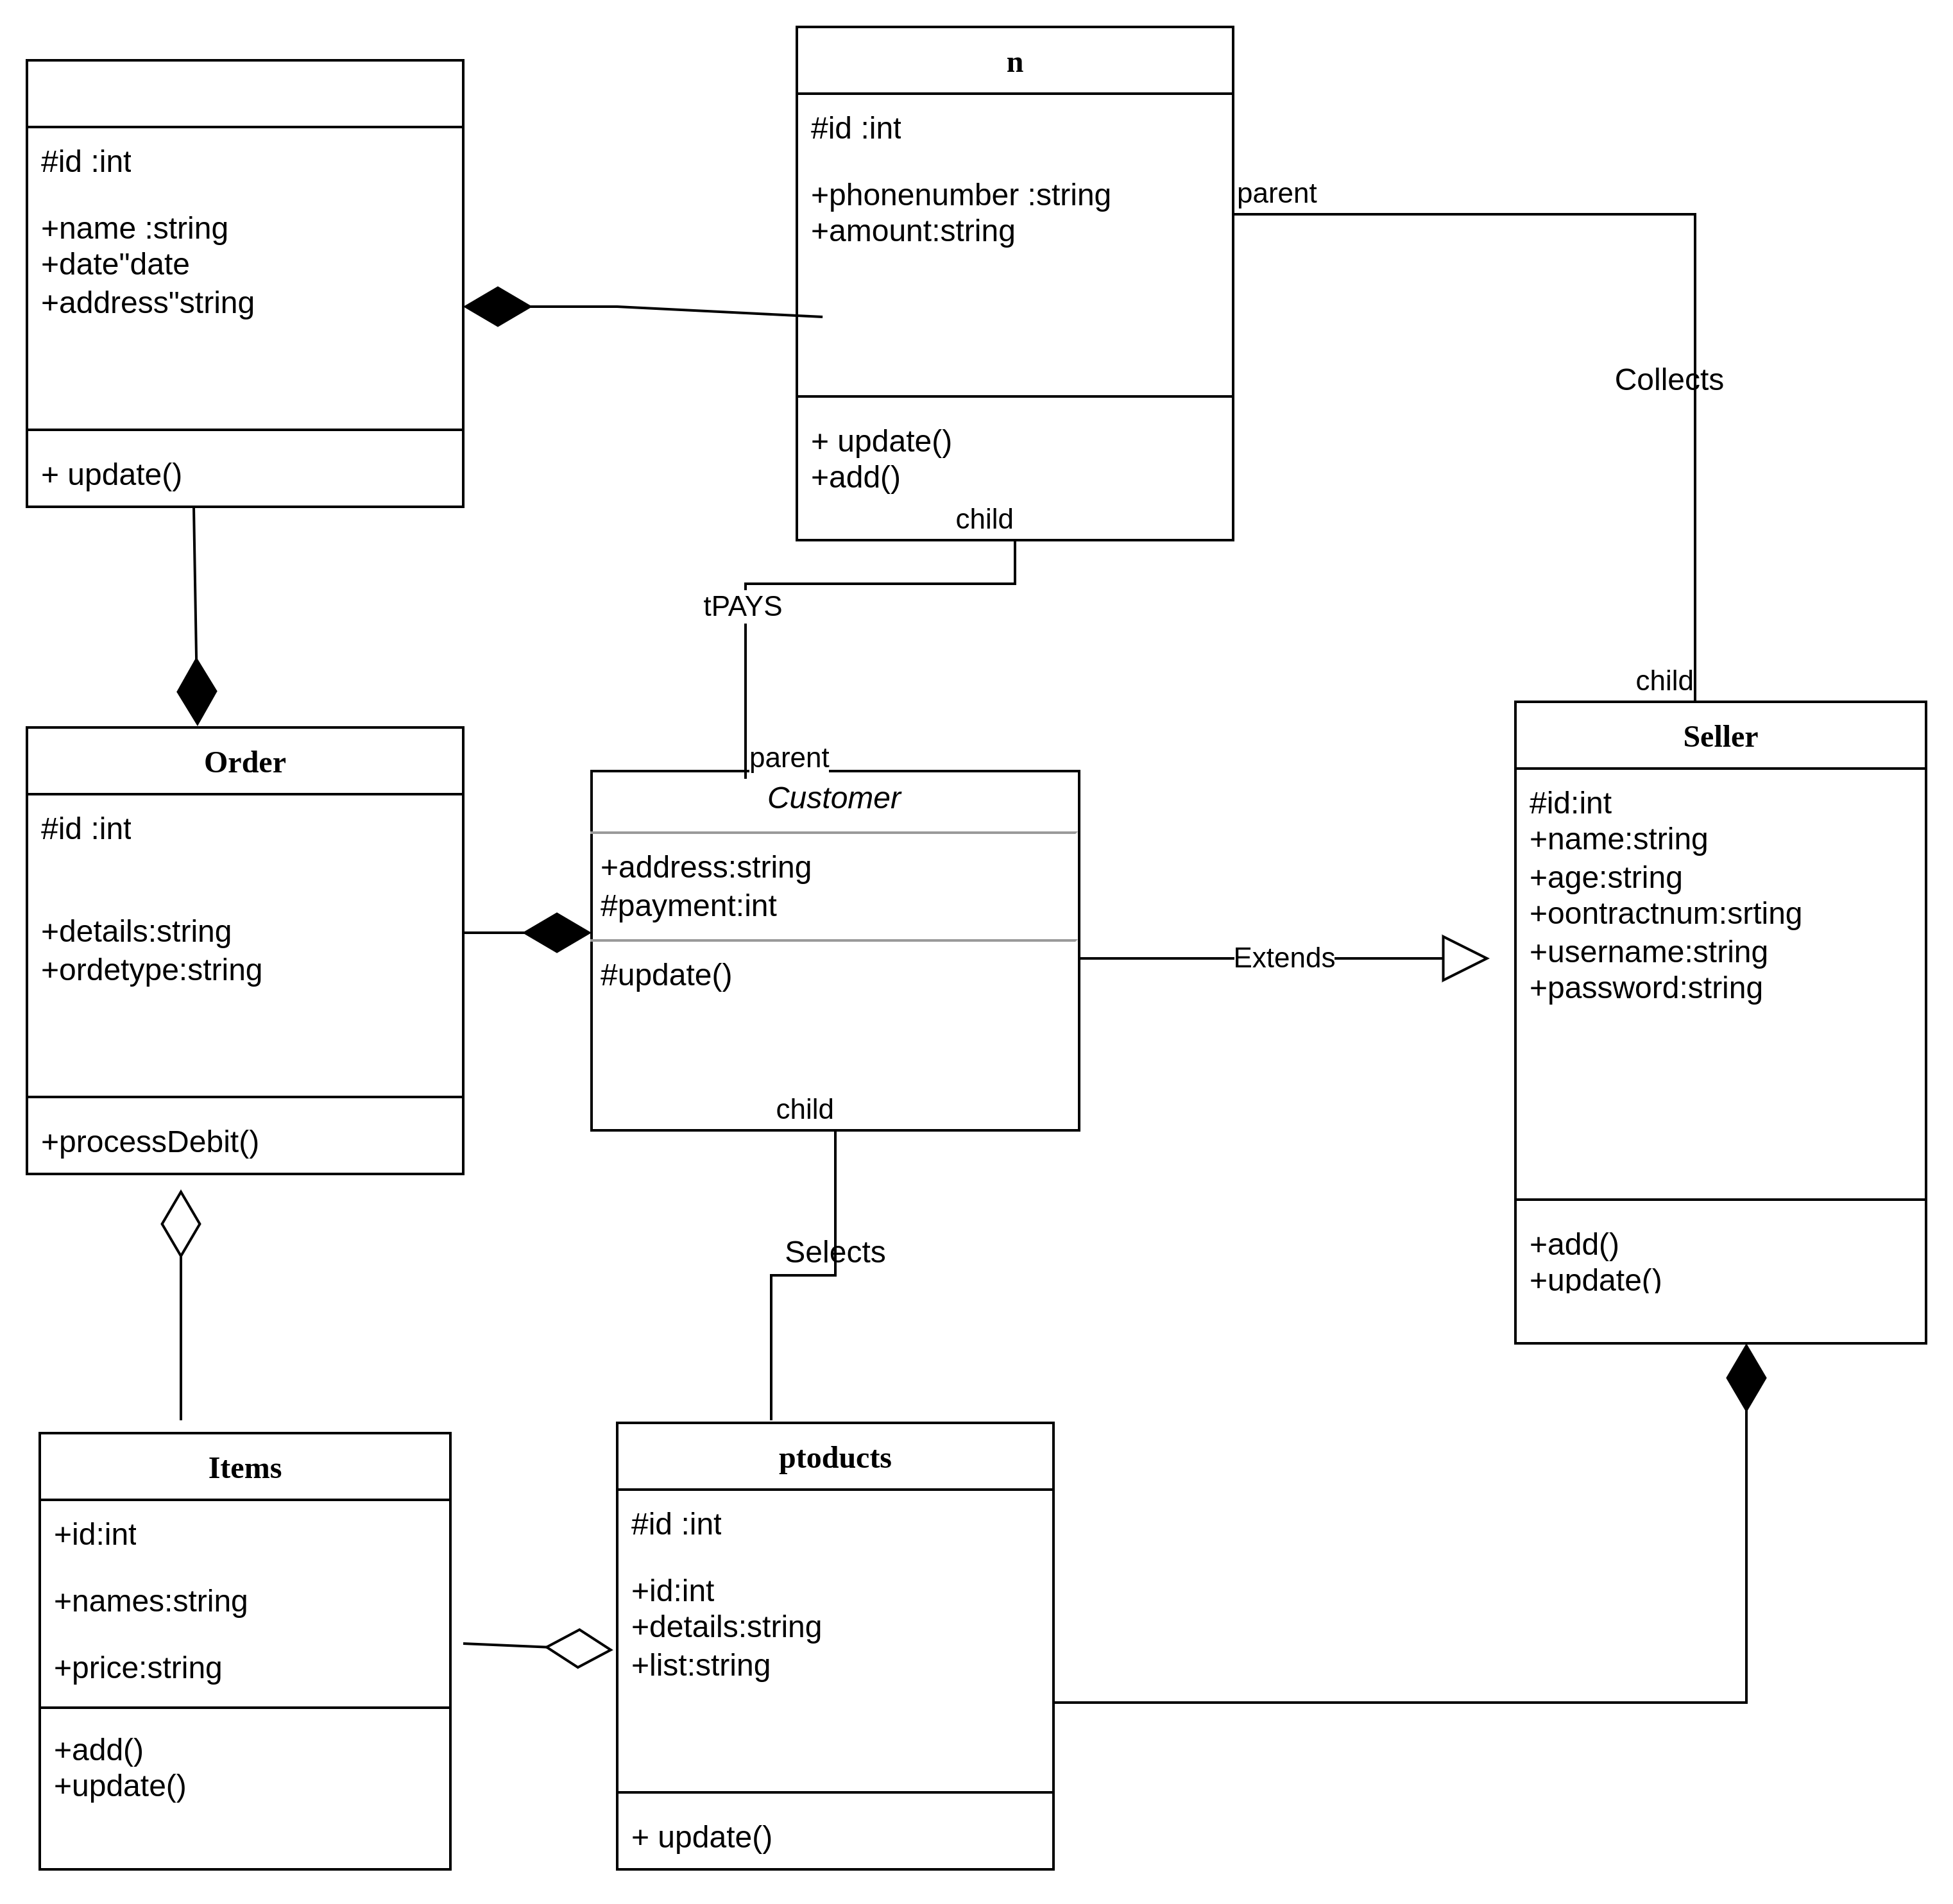 #id :int
+name :string
+date"date
+address"string
+ update()
n
#id :int
+phonenumber :string
+amount:string
+ update()
+add()
child
parent
Collects
child
tPAYS
parent
Order
#id :int
+details:string
+ordetype:string
+processDebit()
Customer
+address:string
#payment:int
#update()
child
Extends
Seller
#id:int
+name:string
+age:string
+oontractnum:srting
+username:string
+password:string
+add()
+update()
Selects
Items
+id:int
+names:string
+price:string
+add()
+update()
ptoducts
#id :int
+id:int
+details:string
+list:string
+ update()